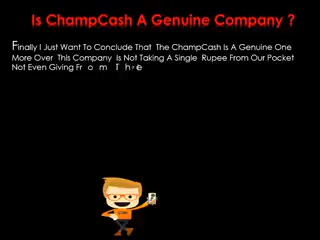 Is ChampCash A Genuine Company ?
Finally I Just Want To Conclude That The ChampCash Is A Genuine One
More Over This Company Is Not Taking A Single Rupee From Our Pocket
Not Even Giving From